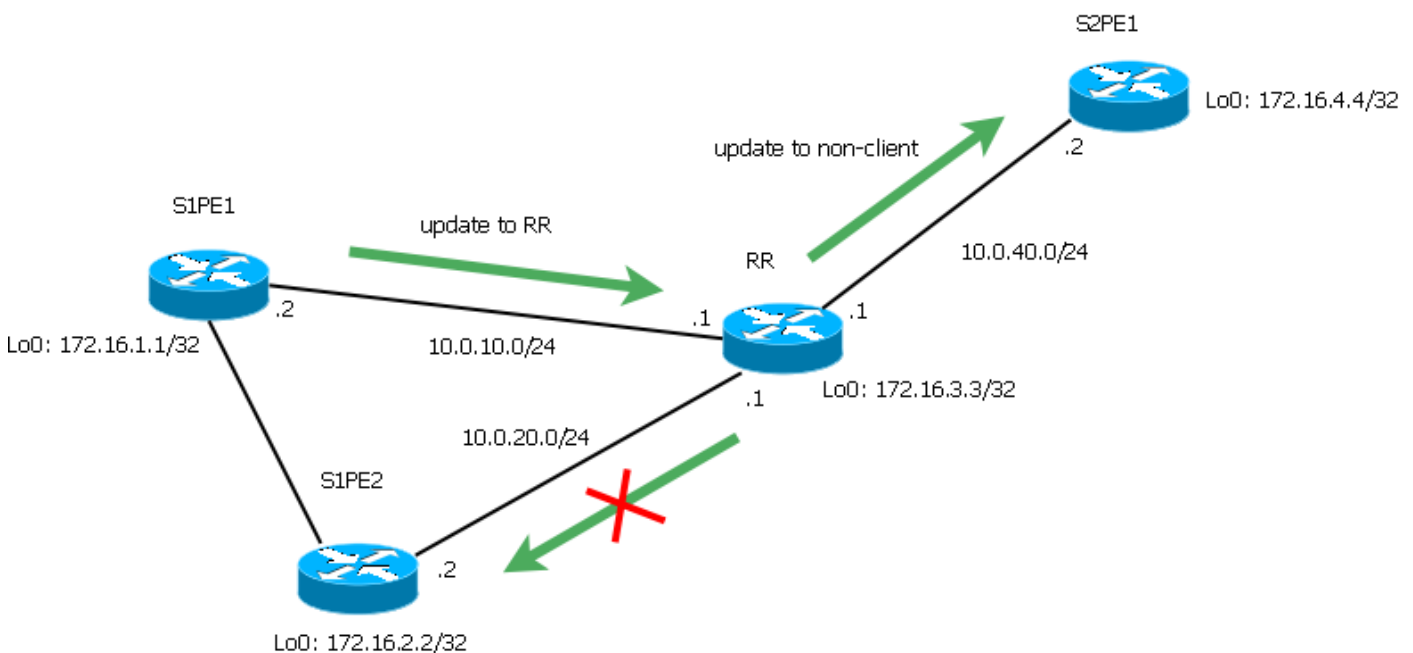 S2PE1
Lo0: 172.16.4.4/32
.2
update to non-client
S1PE1
update to RR
10.0.40.0/24
RR
.2
.1
.1
Lo0: 172.16.1.1/32
10.0.10.0/24
Lo0: 172.16.3.3/32
.1
10.0.20.0/24
S1PE2
.2
Lo0: 172.16.2.2/32